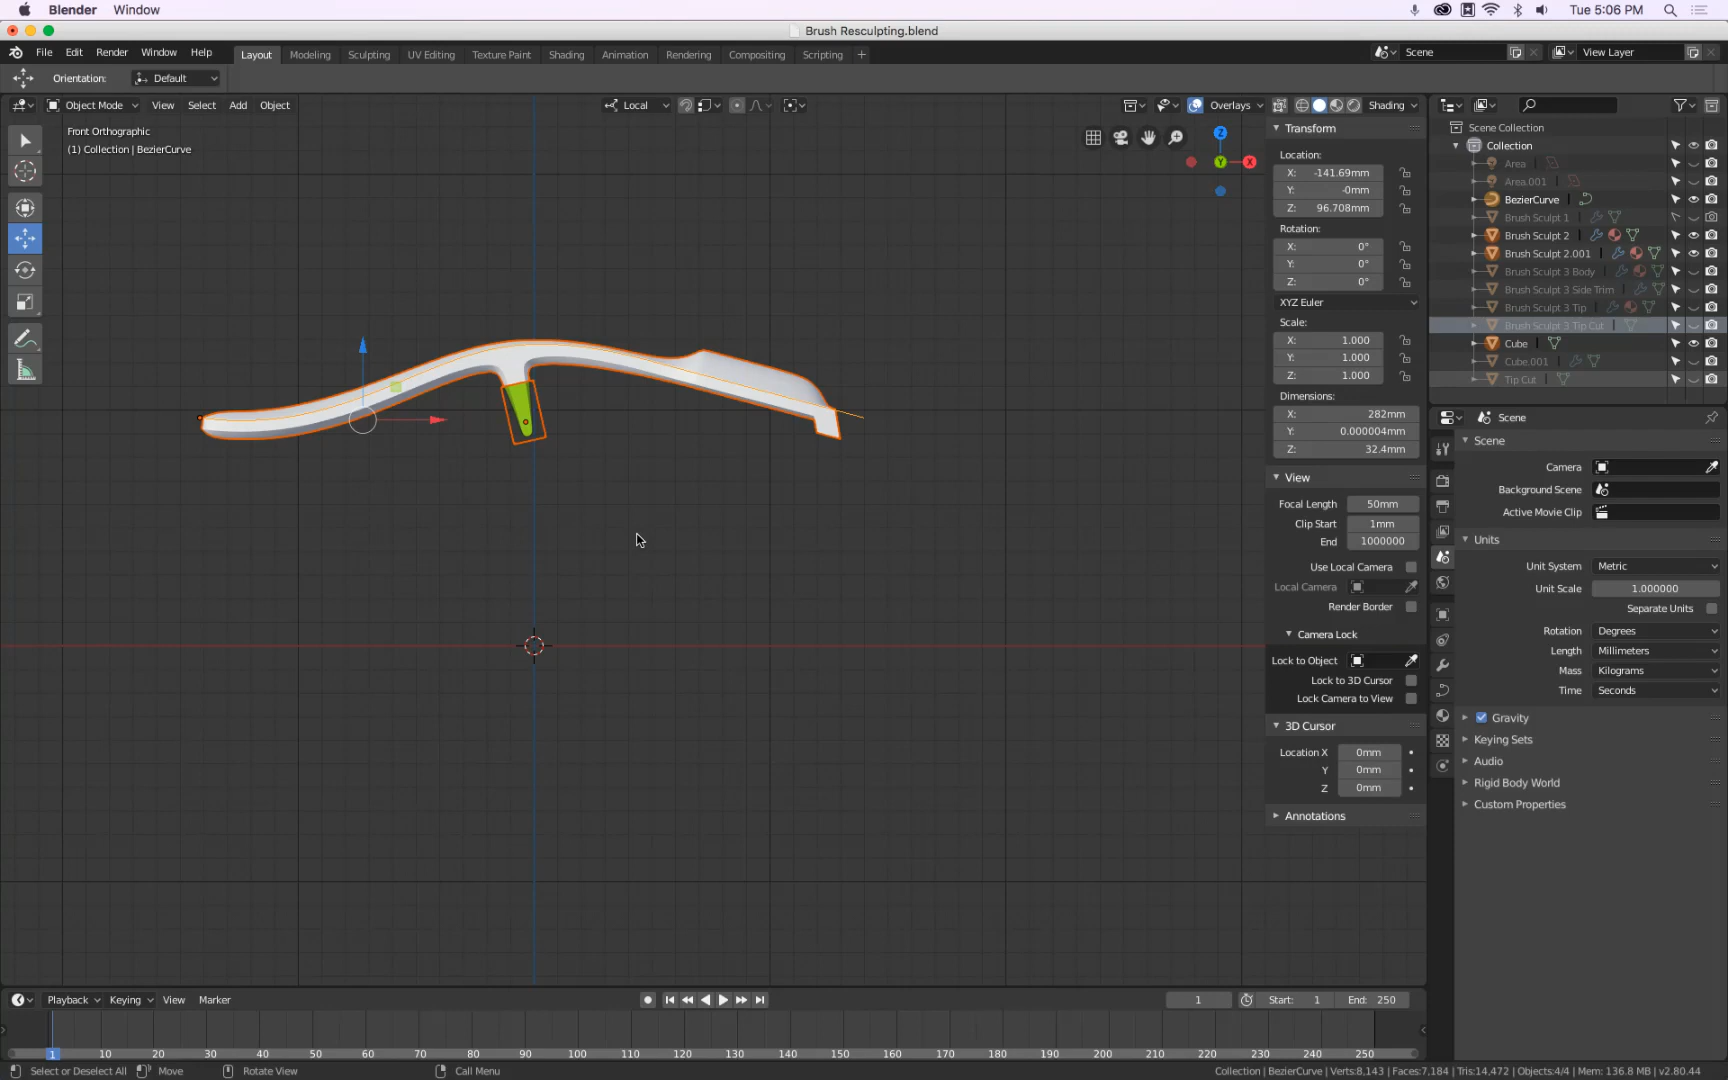 Blender Window Tue 5:06 PM
Brush Resculpting.blend
File Edit Render Window Help Layout Modeling Sculpting UV Editing Texture Paint Shading Animation Rendering Compositing Scripting + Scene View Layer
Orientation: Default
Object Mode View Select Add Object Local Overlays Shading
Front Orthographic
(1) Collection | BezierCurve
Z
Y
X
Transform
Location:
X: -141.69mm
Y: -0mm
Z: 96.708mm
Rotation:
X: 0°
Y: 0°
Z: 0°
XYZ Euler
Scale:
X: 1.000
Y: 1.000
Z: 1.000
Dimensions:
X: 282mm
Y: 0.000004mm
Z: 32.4mm
View
Focal Length 50mm
Clip Start 1mm
End 1000000
Use Local Camera
Local Camera
Render Border
Camera Lock
Lock to Object
Lock to 3D Cursor
Lock Camera to View
3D Cursor
Location X 0mm
Y 0mm
Z 0mm
Annotations
Scene Collection
Collection
Area
Area.001
BezierCurve
Brush Sculpt 1
Brush Sculpt 2
Brush Sculpt 2.001
Brush Sculpt 3 Body
Brush Sculpt 3 Side Trim
Brush Sculpt 3 Tip
Brush Sculpt 3 Tip Cut
Cube
Cube.001
Tip Cut
Scene
Scene
Camera
Background Scene
Active Movie Clip
Units
Unit System Metric
Unit Scale 1.000000
Separate Units
Rotation Degrees
Length Millimeters
Mass Kilograms
Time Seconds
Gravity
Keying Sets
Audio
Rigid Body World
Custom Properties
Playback Keying View Marker 1 Start: 1 End: 250
1 10 20 30 40 50 60 70 80 90 100 110 120 130 140 150 160 170 180 190 200 210 220 230 240 250
Select or Deselect All Move Rotate View Call Menu Collection | BezierCurve | Verts:8,143 | Faces:7,184 | Tris:14,472 | Objects:4/4 | Mem: 136.8 MB | v2.80.44